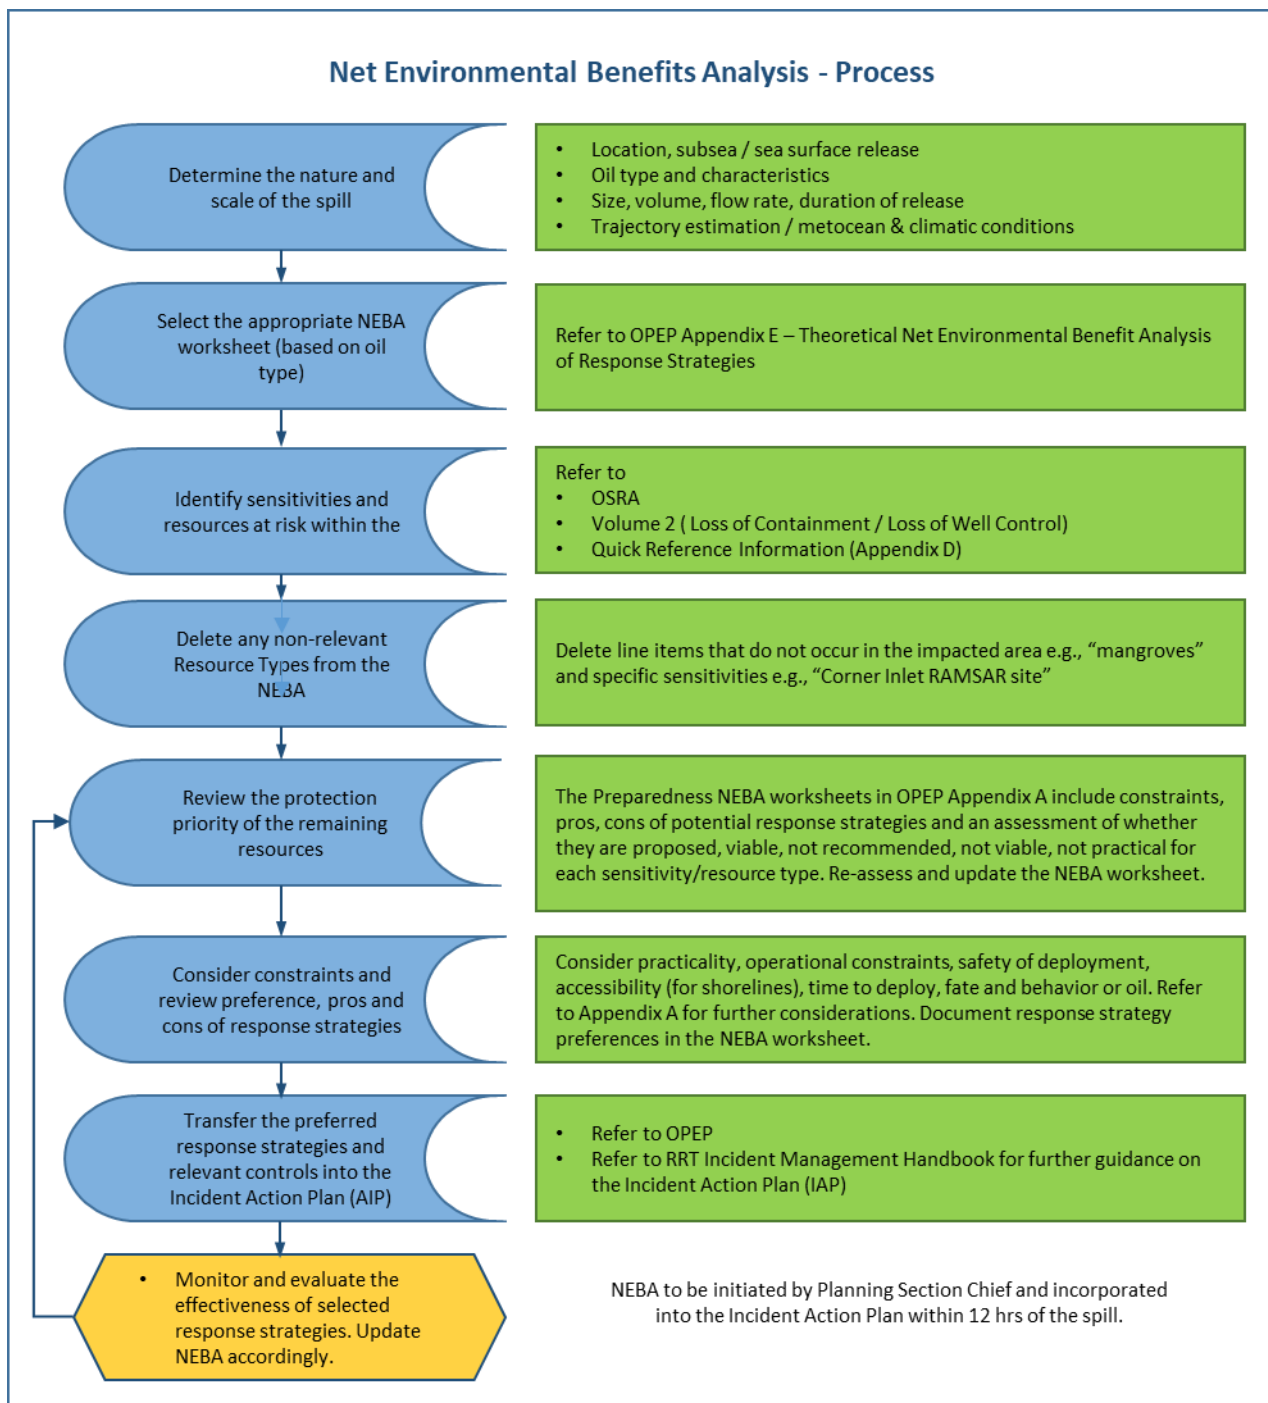 Net Environmental Benefits Analysis - Process
Determine the nature and
scale of the spill
• Location, subsea / sea surface release
• Oil type and characteristics
• Size, volume, flow rate, duration of release
• Trajectory estimation / metocean & climatic conditions
Select the appropriate NEBA
worksheet (based on oil
type)
Refer to OPEP Appendix E – Theoretical Net Environmental Benefit Analysis
of Response Strategies
Identify sensitivities and
resources at risk within the
Refer to
• OSRA
• Volume 2 ( Loss of Containment / Loss of Well Control)
• Quick Reference Information (Appendix D)
Delete any non-relevant
Resource Types from the
NEBA
Delete line items that do not occur in the impacted area e.g., “mangroves”
and specific sensitivities e.g., “Corner Inlet RAMSAR site”
Review the protection
priority of the remaining
resources
The Preparedness NEBA worksheets in OPEP Appendix A include constraints,
pros, cons of potential response strategies and an assessment of whether
they are proposed, viable, not recommended, not viable, not practical for
each sensitivity/resource type. Re-assess and update the NEBA worksheet.
Consider constraints and
review preference, pros and
cons of response strategies
Consider practicality, operational constraints, safety of deployment,
accessibility (for shorelines), time to deploy, fate and behavior or oil. Refer
to Appendix A for further considerations. Document response strategy
preferences in the NEBA worksheet.
Transfer the preferred
response strategies and
relevant controls into the
Incident Action Plan (AIP)
• Refer to OPEP
• Refer to RRT Incident Management Handbook for further guidance on
the Incident Action Plan (IAP)
• Monitor and evaluate the
effectiveness of selected
response strategies. Update
NEBA accordingly.
NEBA to be initiated by Planning Section Chief and incorporated
into the Incident Action Plan within 12 hrs of the spill.